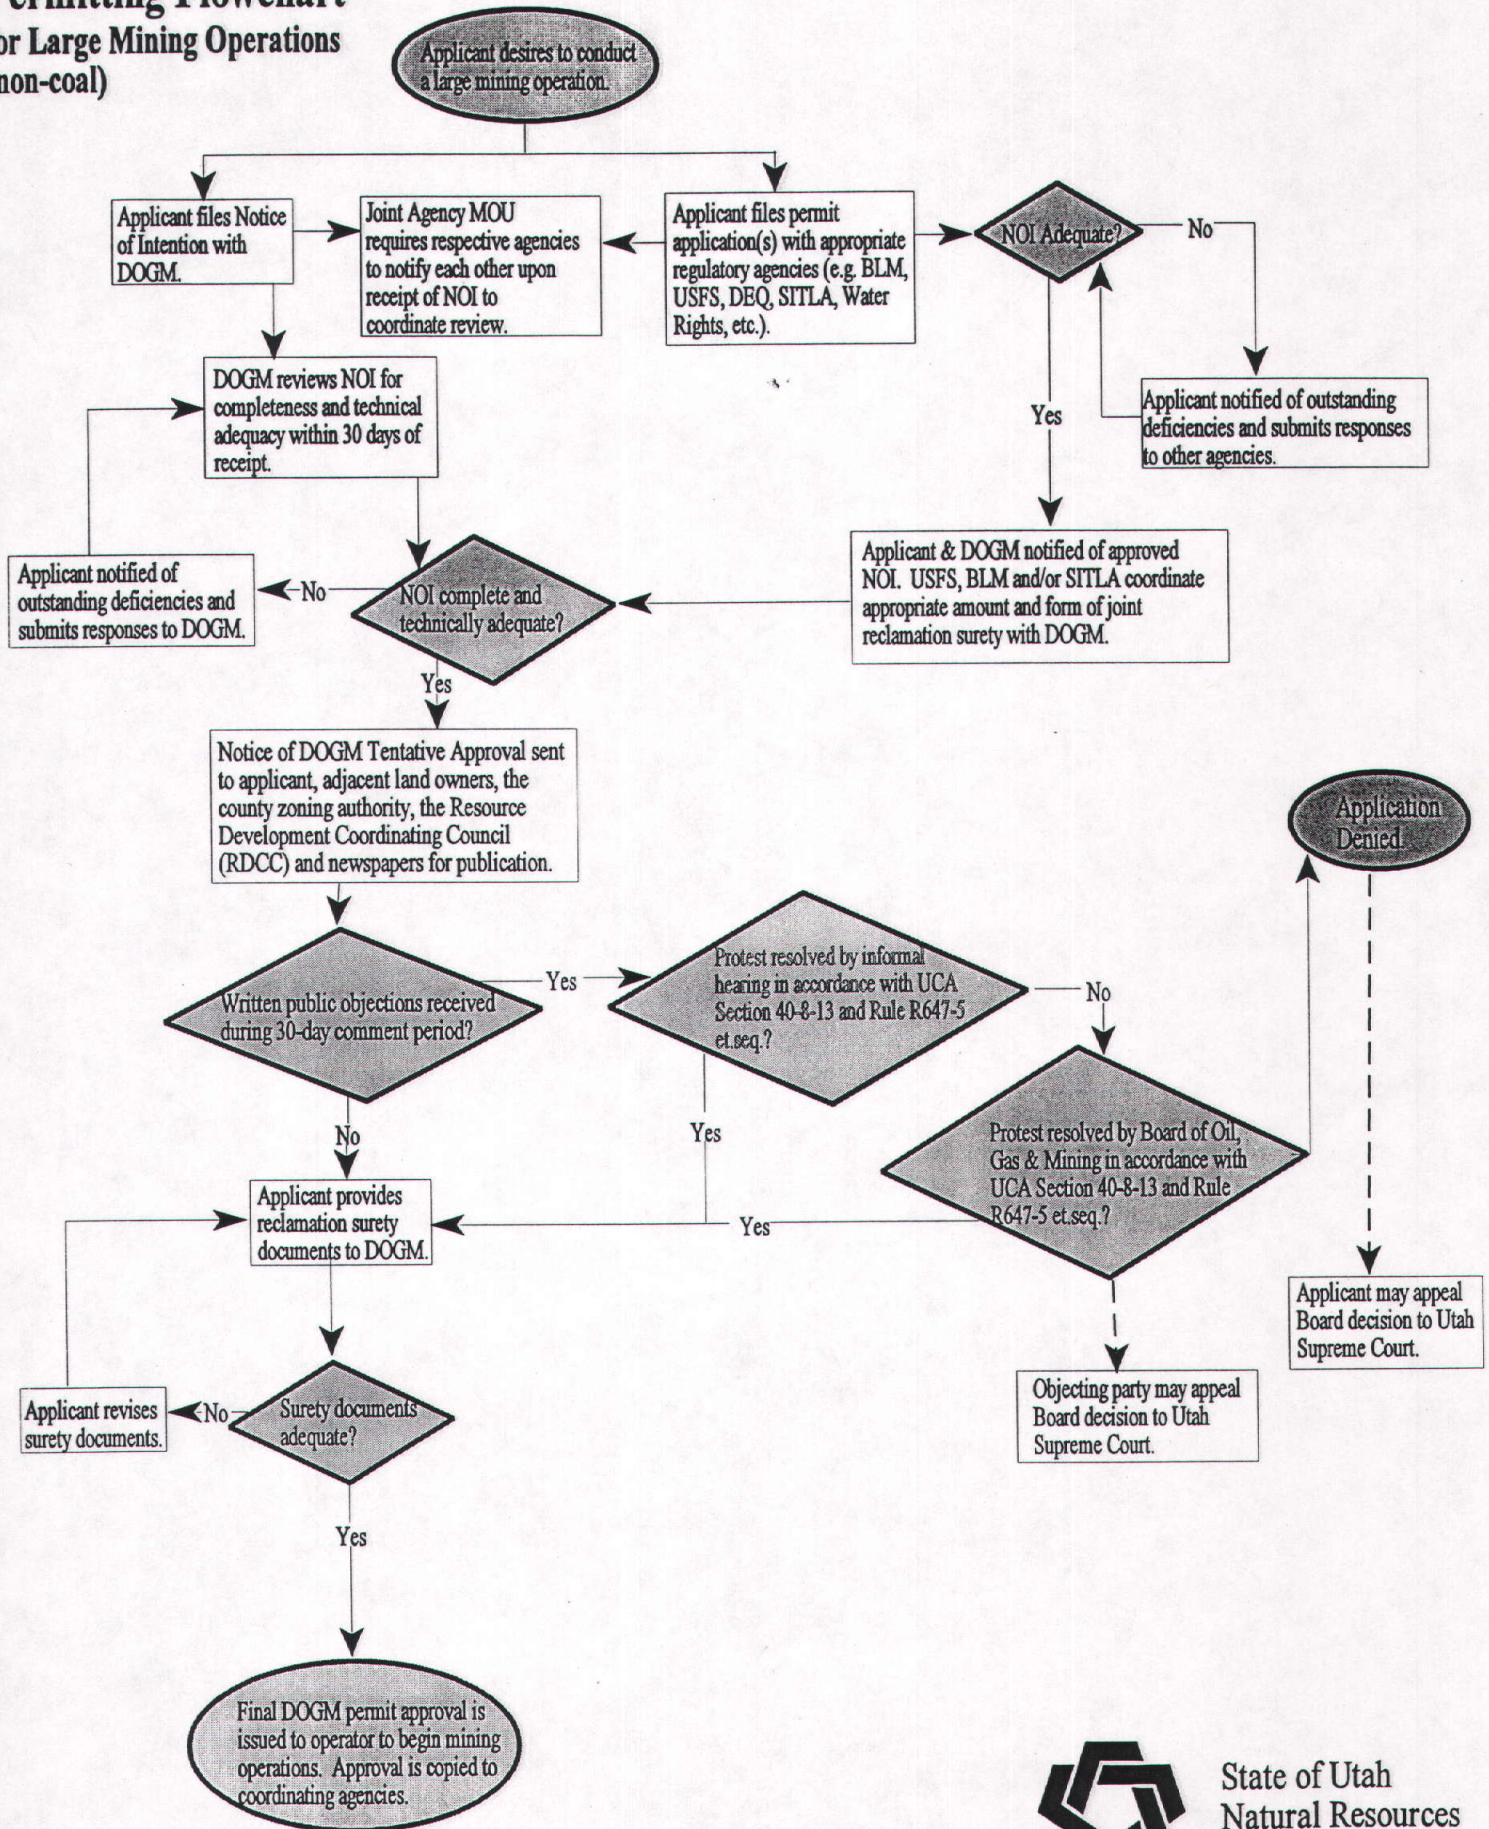 ermitting Flowchart
or Large Mining Operations
non-coal)
Applicant desires to conduct
a large mining operation.
Applicant files Notice
of Intention with
DOGM.
Joint Agency MOU
requires respective agencies
to notify each other upon
receipt of NOI to
coordinate review.
Applicant files permit
application(s) with appropriate
regulatory agencies (e.g. BLM,
USFS, DEQ, SITLA, Water
Rights, etc.).
NOI Adequate?
No
Yes
Applicant notified of outstanding
deficiencies and submits responses
to other agencies.
DOGM reviews NOI for
completeness and technical
adequacy within 30 days of
receipt.
Applicant notified of
outstanding deficiencies and
submits responses to DOGM.
No
NOI complete and
technically adequate?
Applicant & DOGM notified of approved
NOI. USFS, BLM and/or SITLA coordinate
appropriate amount and form of joint
reclamation surety with DOGM.
Yes
Notice of DOGM Tentative Approval sent
to applicant, adjacent land owners, the
county zoning authority, the Resource
Development Coordinating Council
(RDCC) and newspapers for publication.
Application
Denied.
Written public objections received
during 30-day comment period?
Yes
Protest resolved by informal
hearing in accordance with UCA
Section 40-8-13 and Rule R647-5
et.seq.?
No
No
Yes
Protest resolved by Board of Oil,
Gas & Mining in accordance with
UCA Section 40-8-13 and Rule
R647-5 et.seq.?
Yes
Applicant provides
reclamation surety
documents to DOGM.
Applicant may appeal
Board decision to Utah
Supreme Court.
Objecting party may appeal
Board decision to Utah
Supreme Court.
Applicant revises
surety documents.
No
Surety documents
adequate?
Yes
Final DOGM permit approval is
issued to operator to begin mining
operations. Approval is copied to
coordinating agencies.
State of Utah
Natural Resources